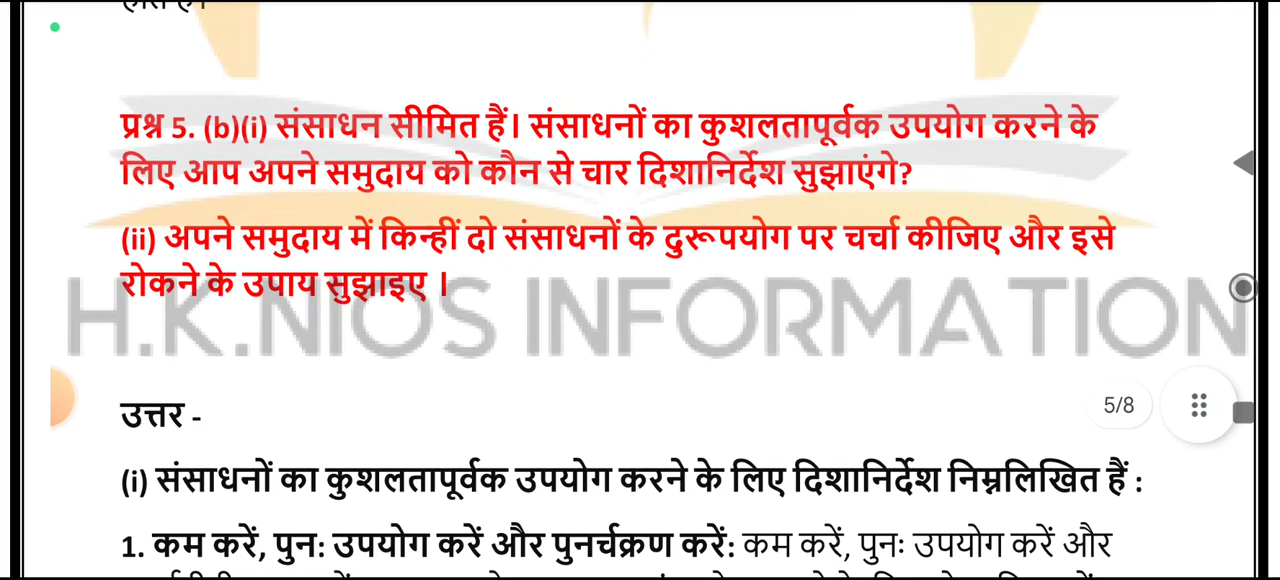 प्रश्न 5. (b)(i) संसाधन सीमित हैं। संसाधनों का कुशलतापूर्वक उपयोग करने के
लिए आप अपने समुदाय को कौन से चार दिशानिर्देश सुझाएंगे?
(ii) अपने समुदाय में किन्हीं दो संसाधनों के दुरूपयोग पर चर्चा कीजिए और इसे
रोकने के उपाय सुझाइए ।
H.K.NIOS INFORMATION
उत्तर -
5/8
(i) संसाधनों का कुशलतापूर्वक उपयोग करने के लिए दिशानिर्देश निम्नलिखित हैं :
1. कम करें, पुन: उपयोग करें और पुनर्चक्रण करें: कम करें, पुनः उपयोग करें और